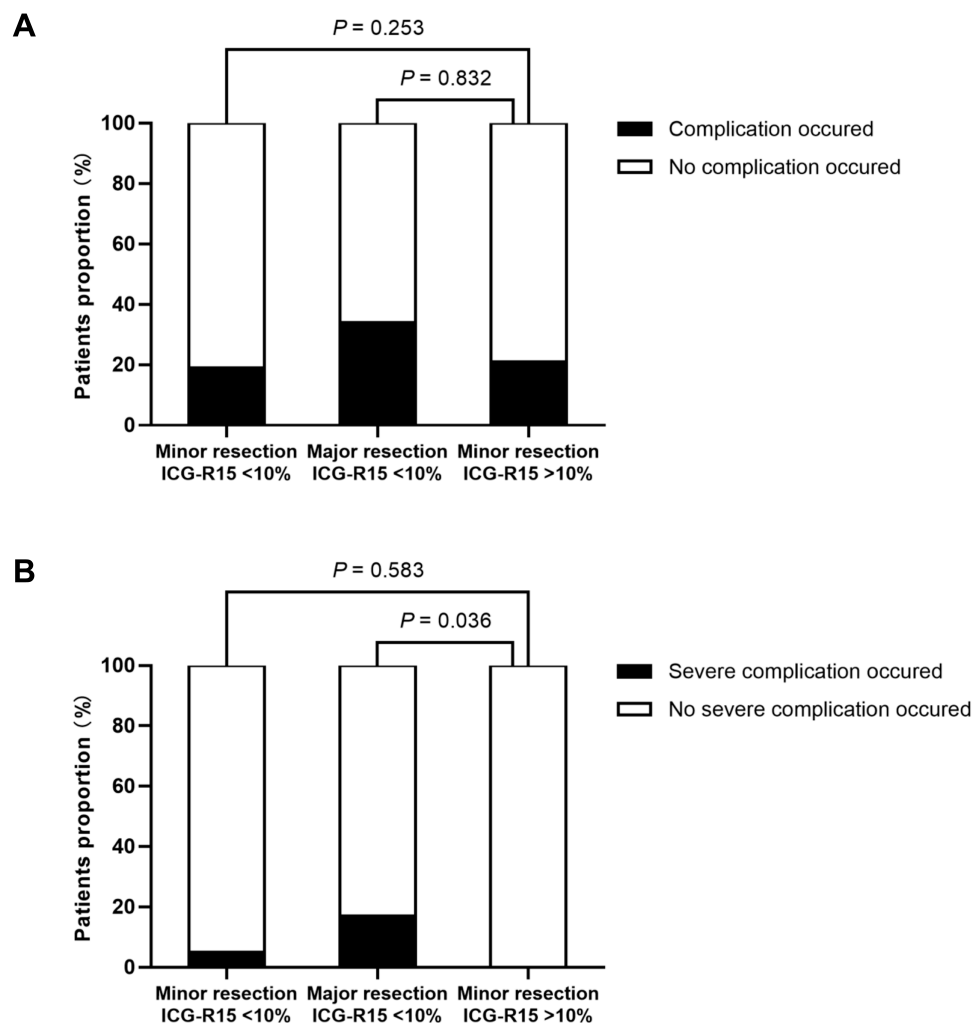 A
P = 0.253
P = 0.832
Patients proportion (%)
100
80
60
40
20
0
Complication occured
No complication occured
Minor resection ICG-R15 <10%
Major resection ICG-R15 <10%
Minor resection ICG-R15 >10%
B
P = 0.583
P = 0.036
Patients proportion (%)
100
80
60
40
20
0
Severe complication occured
No severe complication occured
Minor resection ICG-R15 <10%
Major resection ICG-R15 <10%
Minor resection ICG-R15 >10%